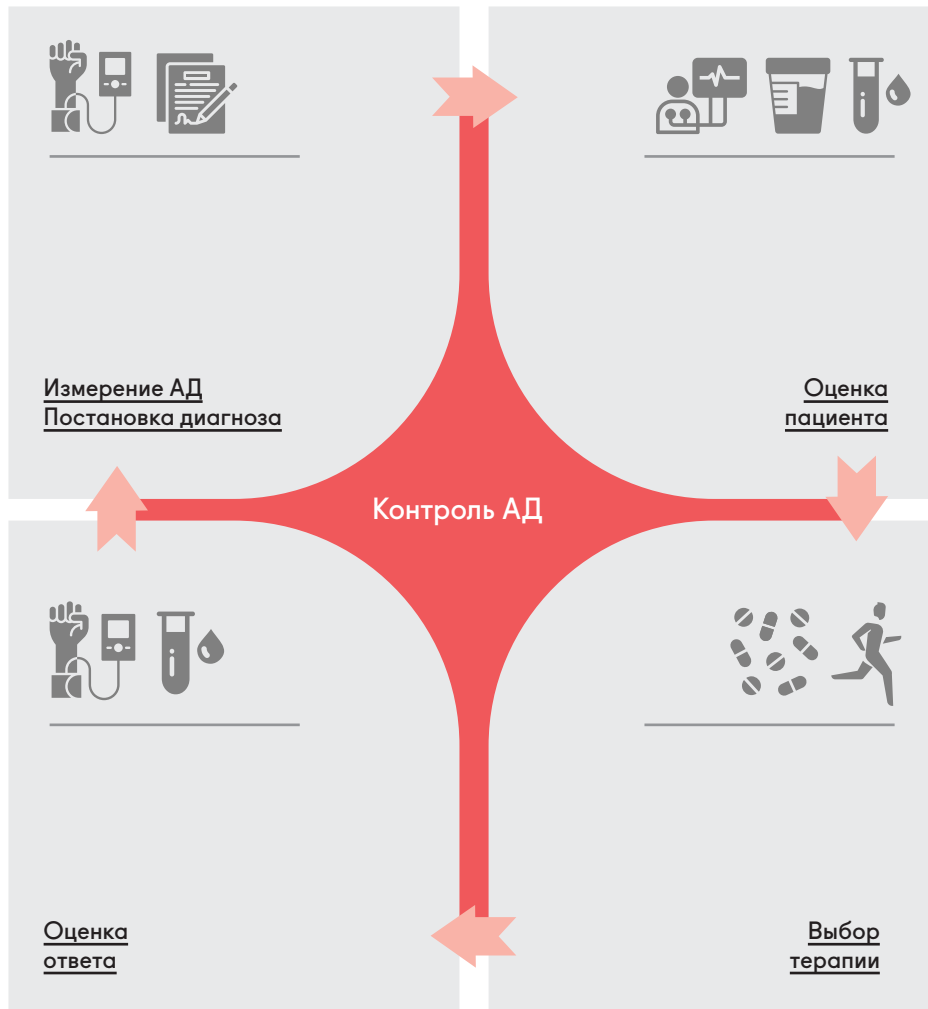 Измерение АД
Постановка диагноза
Оценка
пациента
Контроль АД
Оценка
ответа
Выбор
терапии